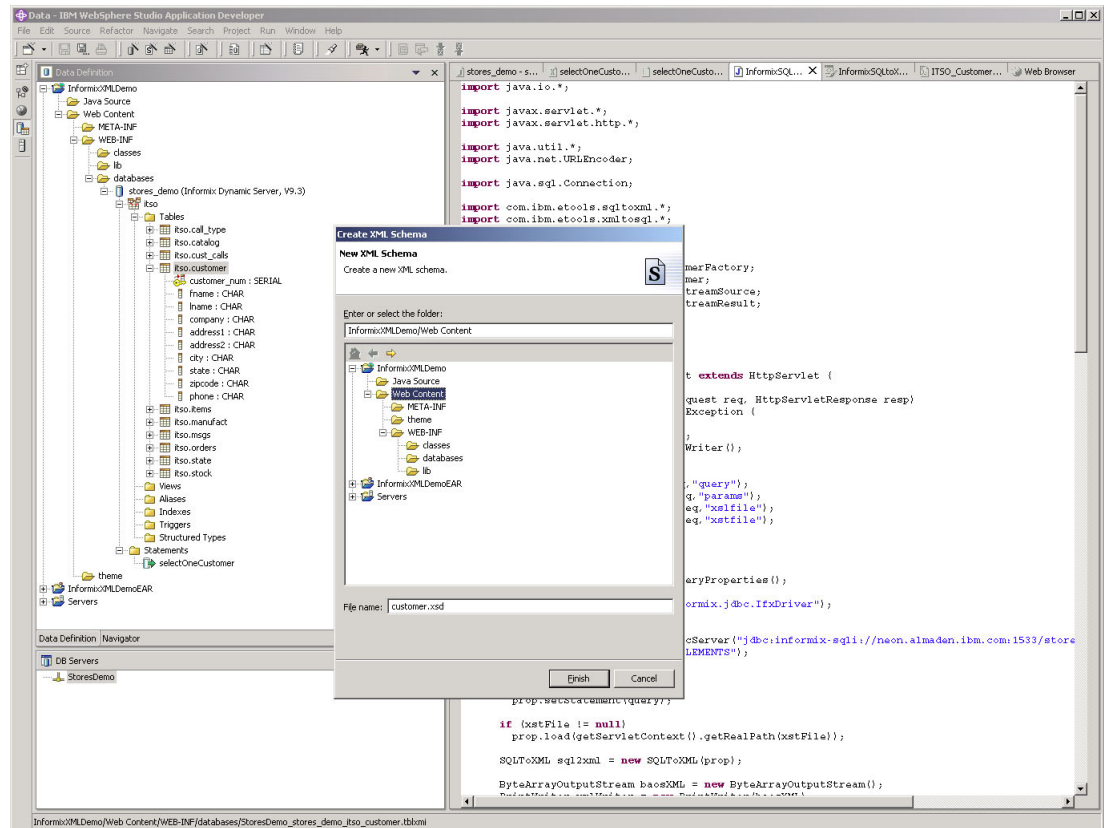 Data - IBM WebSphere Studio Application Developer
File Edit Source Refactor Navigate Search Project Run Window Help
Data Definition
InformixXMLDemo
Java Source
Web Content
META-INF
WEB-INF
classes
lib
databases
stores_demo (Informix Dynamic Server, V9.3)
itso
Tables
itso.call_type
itso.catalog
itso.cust_calls
itso.customer
customer_num : SERIAL
fname : CHAR
lname : CHAR
company : CHAR
address1 : CHAR
address2 : CHAR
city : CHAR
state : CHAR
zipcode : CHAR
phone : CHAR
itso.items
itso.manufact
itso.msgs
itso.orders
itso.state
itso.stock
Views
Aliases
Indexes
Triggers
Structured Types
Statements
selectOneCustomer
theme
InformixXMLDemoEAR
Servers
Data Definition Navigator
DB Servers
StoresDemo
stores_demo - s... selectOneCusto... selectOneCusto... InformixSQL... InformixSQLtoX... ITSO_Customer... Web Browser
import java.io.*;
import javax.servlet.*;
import javax.servlet.http.*;
import java.util.*;
import java.net.URLEncoder;
import java.sql.Connection;
import com.ibm.etools.sqltoxml.*;
import com.ibm.etools.xmltosql.*;
merFactory;
mer;
treamSource;
treamResult;
t extends HttpServlet {
quest req, HttpServletResponse resp)
Exception {
;
Writer();
,"query");
q,"params");
eq,"xslfile");
eq,"xstfile");
eryProperties();
ormix.jdbc.IfxDriver");
cServer("jdbc:informix-sqli://neon.almaden.ibm.com:1533/store
LEMENTS");
prop.setStatement(query);
if (xstFile != null)
prop.load(getServletContext().getRealPath(xstFile));
SQLToXML sql2xml = new SQLToXML(prop);
ByteArrayOutputStream baosXML = new ByteArrayOutputStream();
Create XML Schema
New XML Schema
Create a new XML schema.
S
Enter or select the folder:
InformixXMLDemo/Web Content
InformixXMLDemo
Java Source
Web Content
META-INF
theme
WEB-INF
classes
databases
lib
InformixXMLDemoEAR
Servers
File name: customer.xsd
Finish Cancel
InformixXMLDemo/Web Content/WEB-INF/databases/StoresDemo_stores_demo_itso_customer.tblxmi